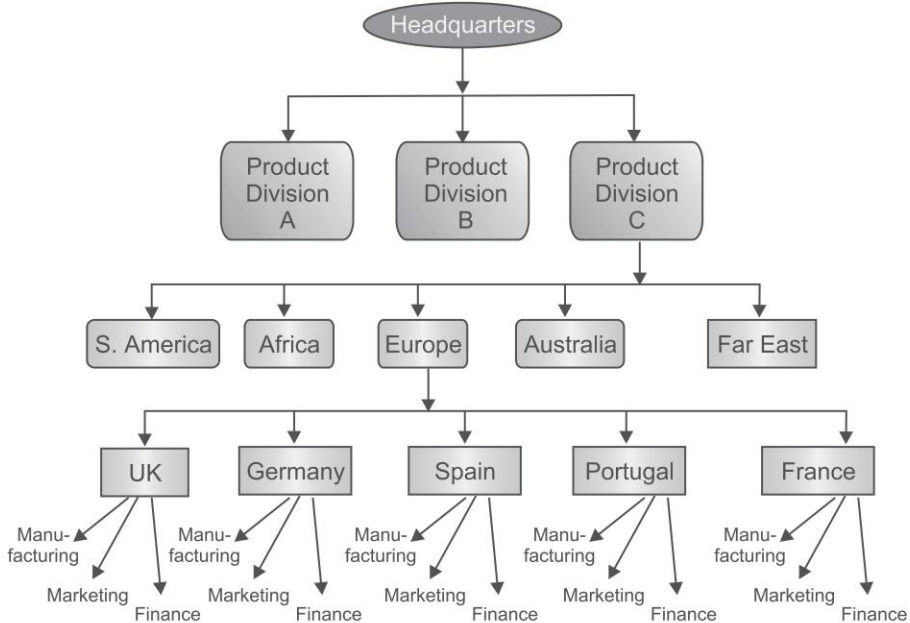 Headquarters
Product
Division
A
Product
Division
B
Product
Division
C
S. America
Africa
Europe
Australia
Far East
UK
Germany
Spain
Portugal
France
Manu-
facturing
Marketing
Finance
Manu-
facturing
Marketing
Finance
Manu-
facturing
Marketing
Finance
Manu-
facturing
Marketing
Finance
Manu-
facturing
Marketing
Finance